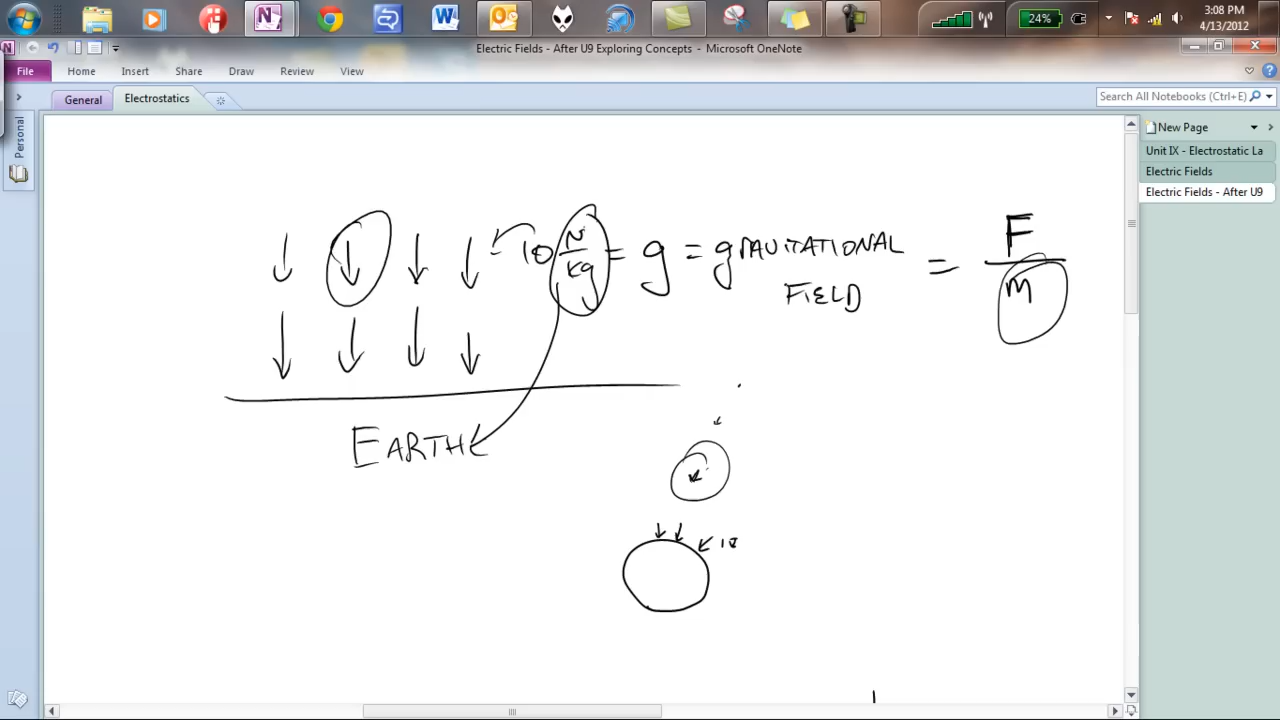 3:08 PM
24%
4/13/2012
Electric Fields - After U9 Exploring Concepts - Microsoft OneNote
File Home Insert Share Draw Review View
General Electrostatics
Search All Notebooks (Ctrl+E)
Personal
New Page
Unit IX - Electrostatic La
Electric Fields
Electric Fields - After U9
= 10 N/kg = g = gRAVITATIONAL FIELD = F/m
EARTH
10